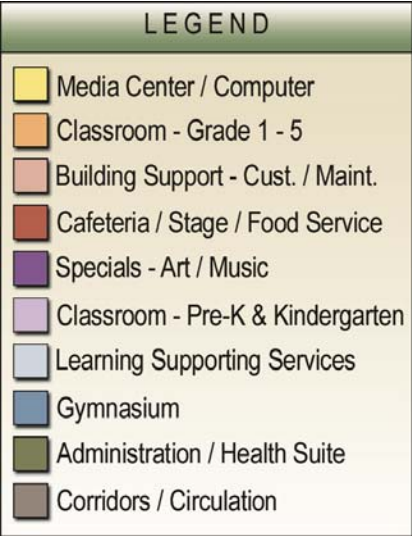 LEGEND
Media Center / Computer
Classroom - Grade 1 - 5
Building Support - Cust. / Maint.
Cafeteria / Stage / Food Service
Specials - Art / Music
Classroom - Pre-K & Kindergarten
Learning Supporting Services
Gymnasium
Administration / Health Suite
Corridors / Circulation